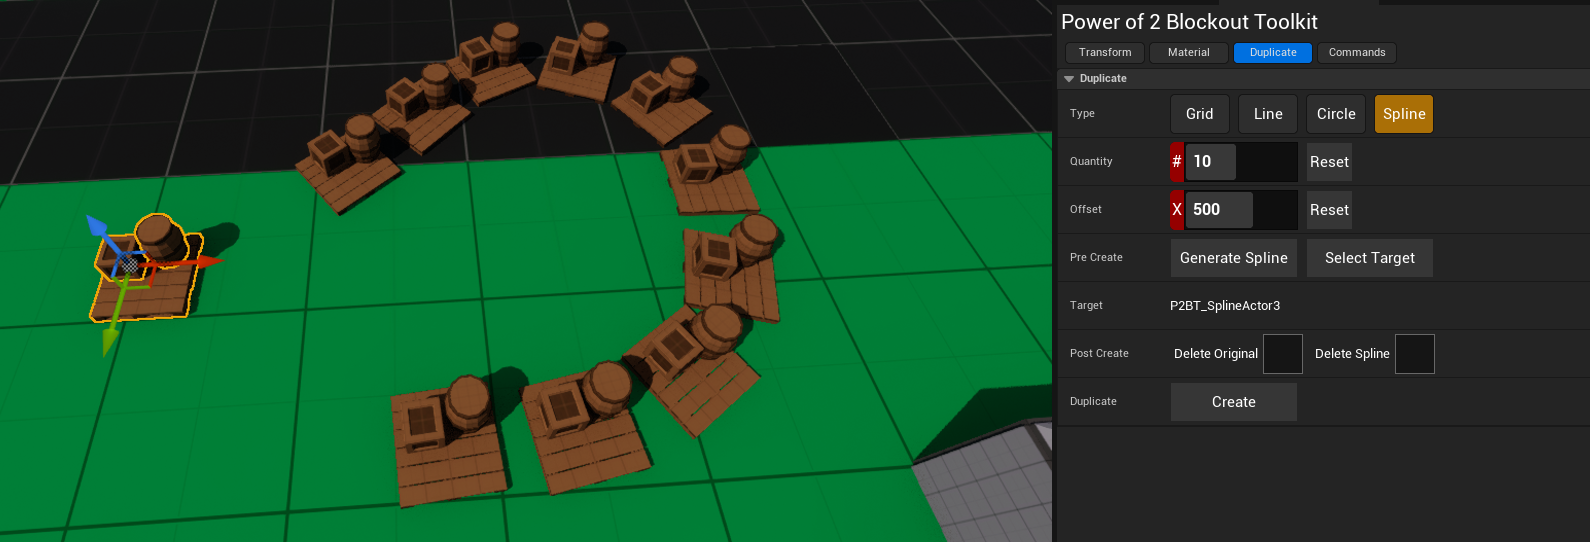 Power of 2 Blockout Toolkit
Transform Material Duplicate Commands
Duplicate
Type Grid Line Circle Spline
Quantity # 10 Reset
Offset X 500 Reset
Pre Create Generate Spline Select Target
Target P2BT_SplineActor3
Post Create Delete Original Delete Spline
Duplicate Create